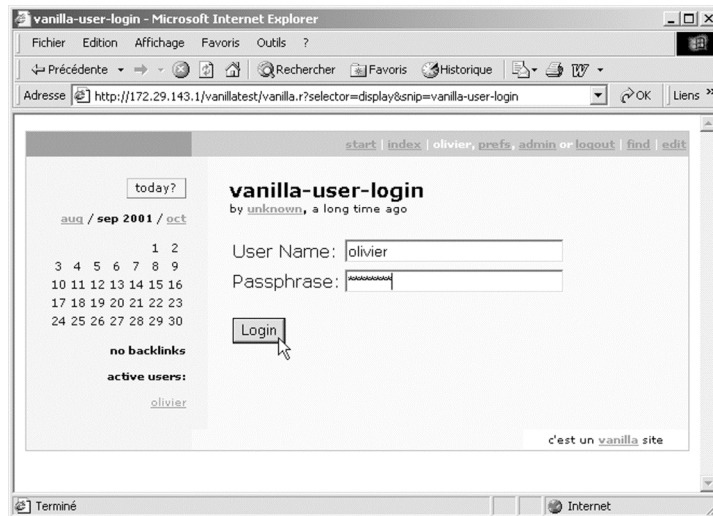 vanilla-user-login - Microsoft Internet Explorer
Fichier Edition Affichage Favoris Outils ?
Précédente Rechercher Favoris Historique
Adresse http://172.29.143.1/vanillatest/vanilla.r?selector=display&snip=vanilla-user-login OK Liens »
start | index | olivier, prefs, admin or logout | find | edit
today?
aug / sep 2001 / oct
1 2
3 4 5 6 7 8 9
10 11 12 13 14 15 16
17 18 19 20 21 22 23
24 25 26 27 28 29 30
no backlinks
active users:
olivier
vanilla-user-login
by unknown, a long time ago
User Name: olivier
Passphrase: ********
Login
c'est un vanilla site
Terminé Internet